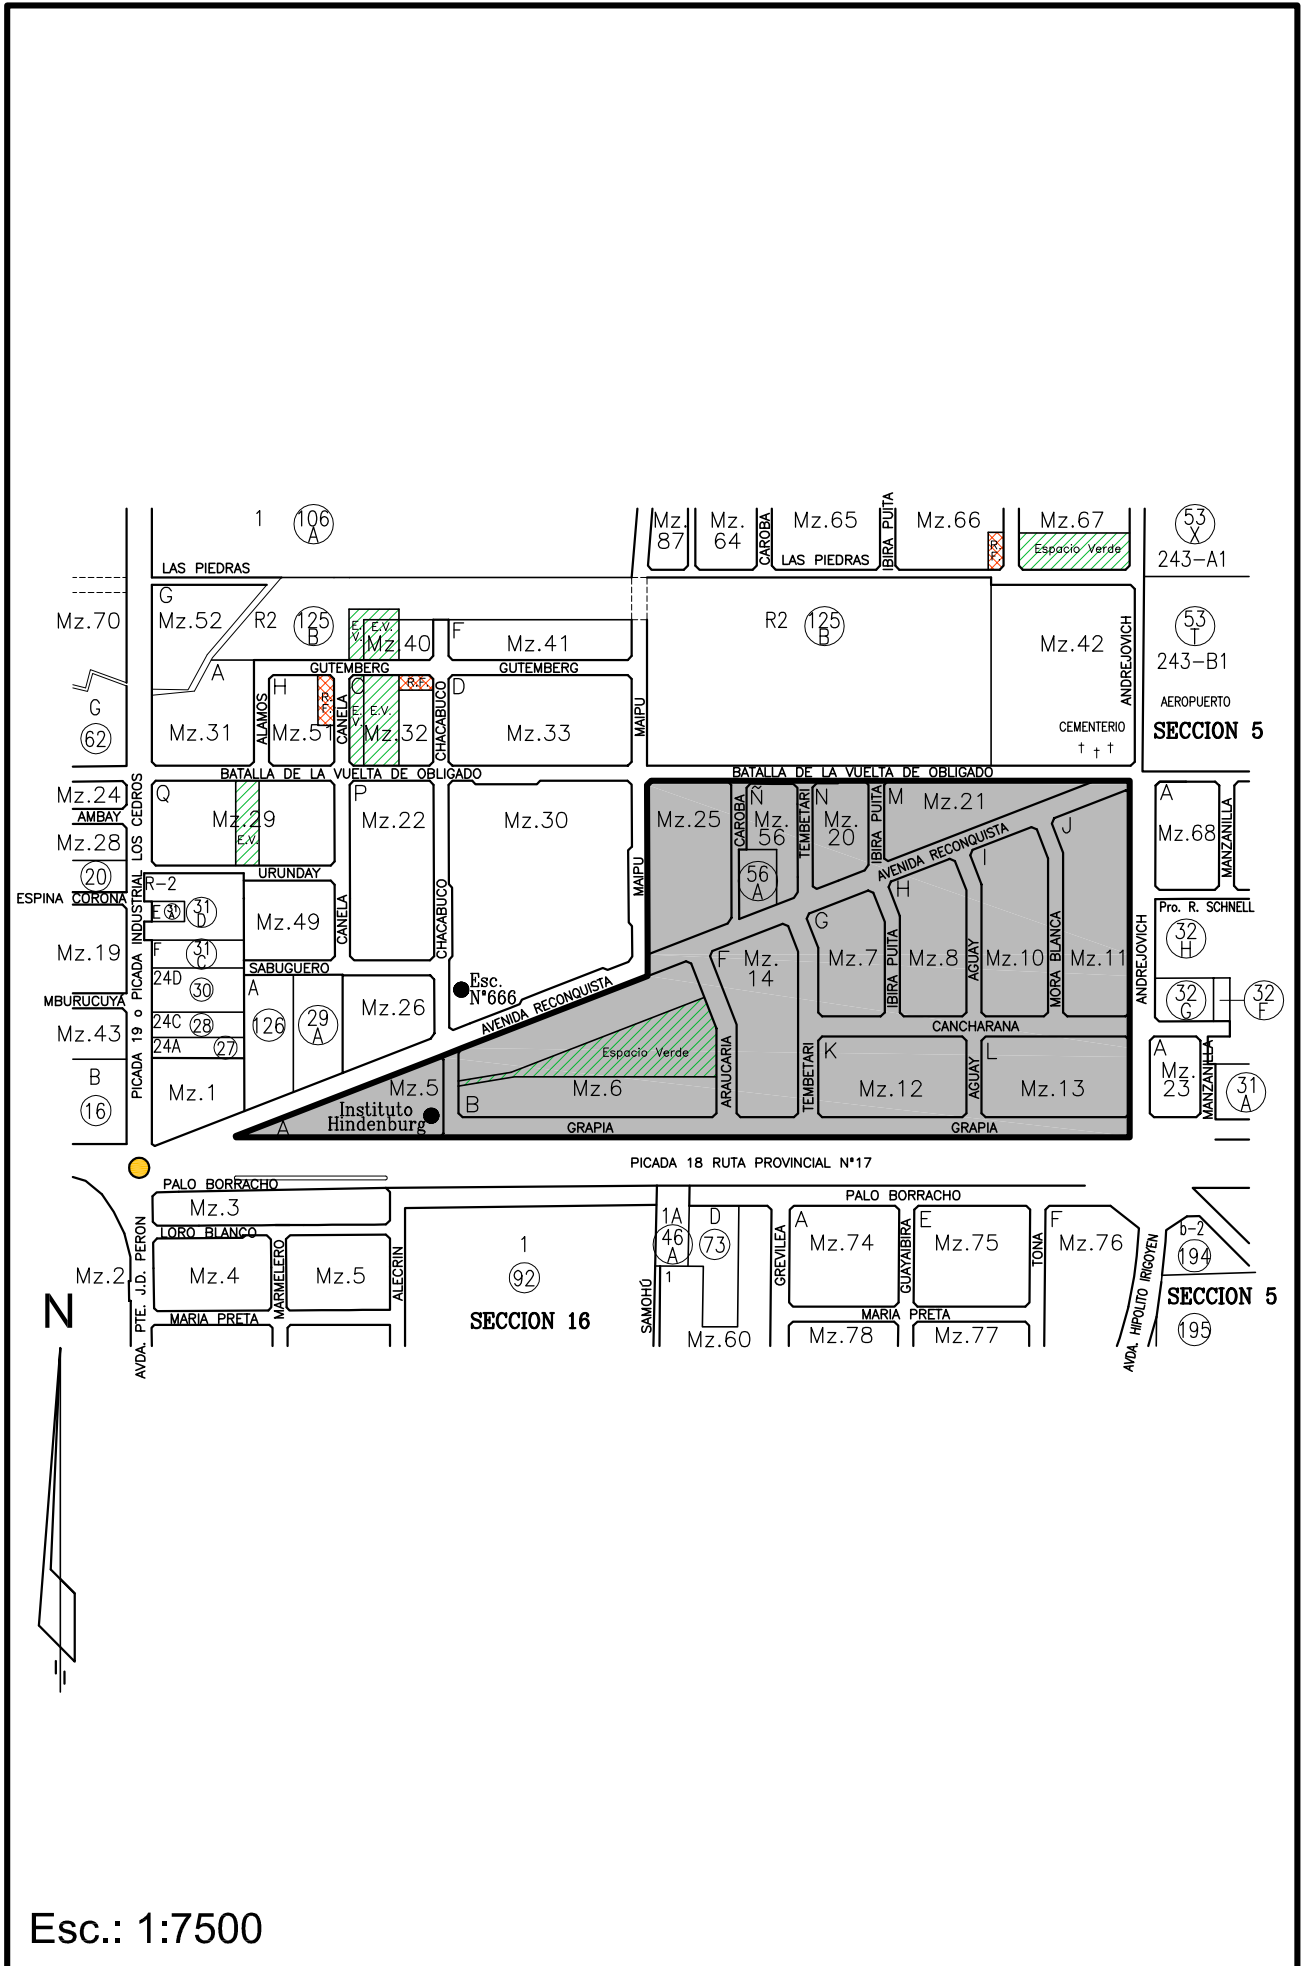 1
106
A
LAS PIEDRAS
Mz.
87
Mz.
64
CAROBA
Mz.65
LAS PIEDRAS
IBIRA PUITA
Mz.66
R.
F.
Mz.67
Espacio Verde
53
X
243-A1
Mz.70
G
Mz.52
R2
125
B
E.
V.
E.V.
Mz.40
F
Mz.41
R2
125
B
Mz.42
ANDREJOVICH
53
T
243-B1
GUTEMBERG
GUTEMBERG
G
62
A
Mz.31
ALAMOS
H
Mz.51
R.
F.
CANELA
C
E.
V.
E.V.
R.F.
Mz.32
CHACABUCO
D
Mz.33
MAIPU
CEMENTERIO
AEROPUERTO
SECCION 5
BATALLA DE LA VUELTA DE OBLIGADO
BATALLA DE LA VUELTA DE OBLIGADO
Mz.24
AMBAY
Mz.28
20
ESPINA CORONA
Mz.19
MBURUCUYÁ
Mz.43
B
16
PICADA 19 o PICADA INDUSTRIAL LOS CEDROS
Q
Mz.29
E.V.
URUNDAY
P
Mz.22
Mz.30
MAIPU
Mz.25
CAROBA
Ñ
Mz.
56
56
A
TEMBETARI
N
Mz.
20
IBIRA PUITA
M
Mz.21
AVENIDA RECONQUISTA
J
I
H
G
A
Mz.68
MANZANILLA
Pro. R. SCHNELL
R-2
E
31
A
31
D
F
31
C
24D
30
24C
28
24A
27
Mz.1
Mz.49
CANELA
CHACABUCO
SABUGUERO
A
126
29
A
Mz.26
Esc.
N°666
AVENIDA RECONQUISTA
F
Mz.
14
Mz.7
IBIRA PUITA
Mz.8
AGUAY
Mz.10
MORA BLANCA
Mz.11
ANDREJOVICH
32
H
32
G
32
F
CANCHARANA
Espacio Verde
Mz.5
Mz.6
B
ARAUCARIA
TEMBETARI
K
Mz.12
AGUAY
L
Mz.13
A
Mz.
23
MANZANILLA
31
A
Instituto
Hindenburg
A
GRAPIA
GRAPIA
PICADA 18 RUTA PROVINCIAL N°17
PALO BORRACHO
Mz.3
LORO BLANCO
PALO BORRACHO
Mz.2
AVDA. PTE. J.D. PERON
Mz.4
MARMELERO
Mz.5
ALECRIN
1
92
SECCION 16
SAMOHÚ
1A
46
A
1
D
73
Mz.60
GREVILEA
A
Mz.74
GUAYAIBIRA
E
Mz.75
TONA
F
Mz.76
AVDA. HIPOLITO IRIGOYEN
b-2
194
SECCION 5
195
MARIA PRETA
MARIA PRETA
Mz.78
Mz.77
N
Esc.: 1:7500